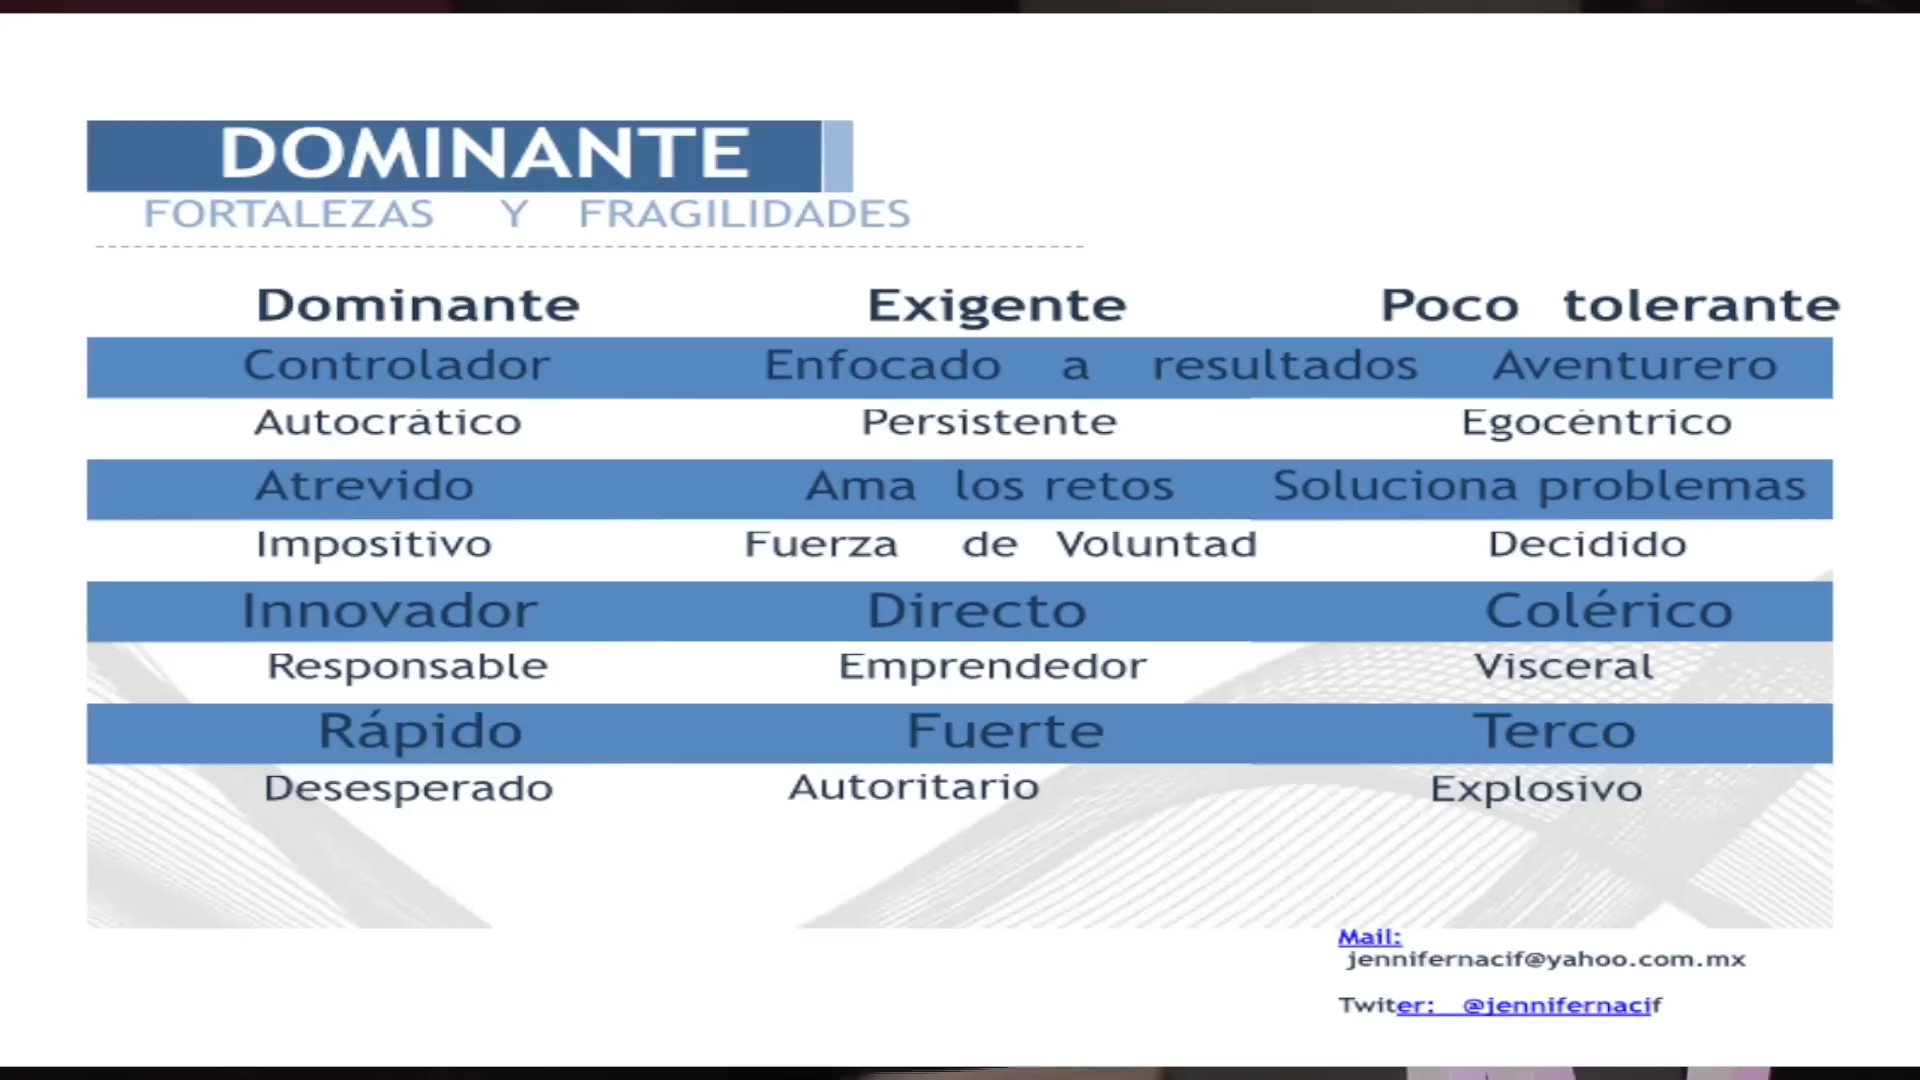 DOMINANTE
FORTALEZAS Y FRAGILIDADES
Dominante Exigente Poco tolerante
Controlador Enfocado a resultados Aventurero
Autocrático Persistente Egocéntrico
Atrevido Ama los retos Soluciona problemas
Impositivo Fuerza de Voluntad Decidido
Innovador Directo Colérico
Responsable Emprendedor Visceral
Rápido Fuerte Terco
Desesperado Autoritario Explosivo
Mail:
jennifernacif@yahoo.com.mx
Twiter: @jennifernacif